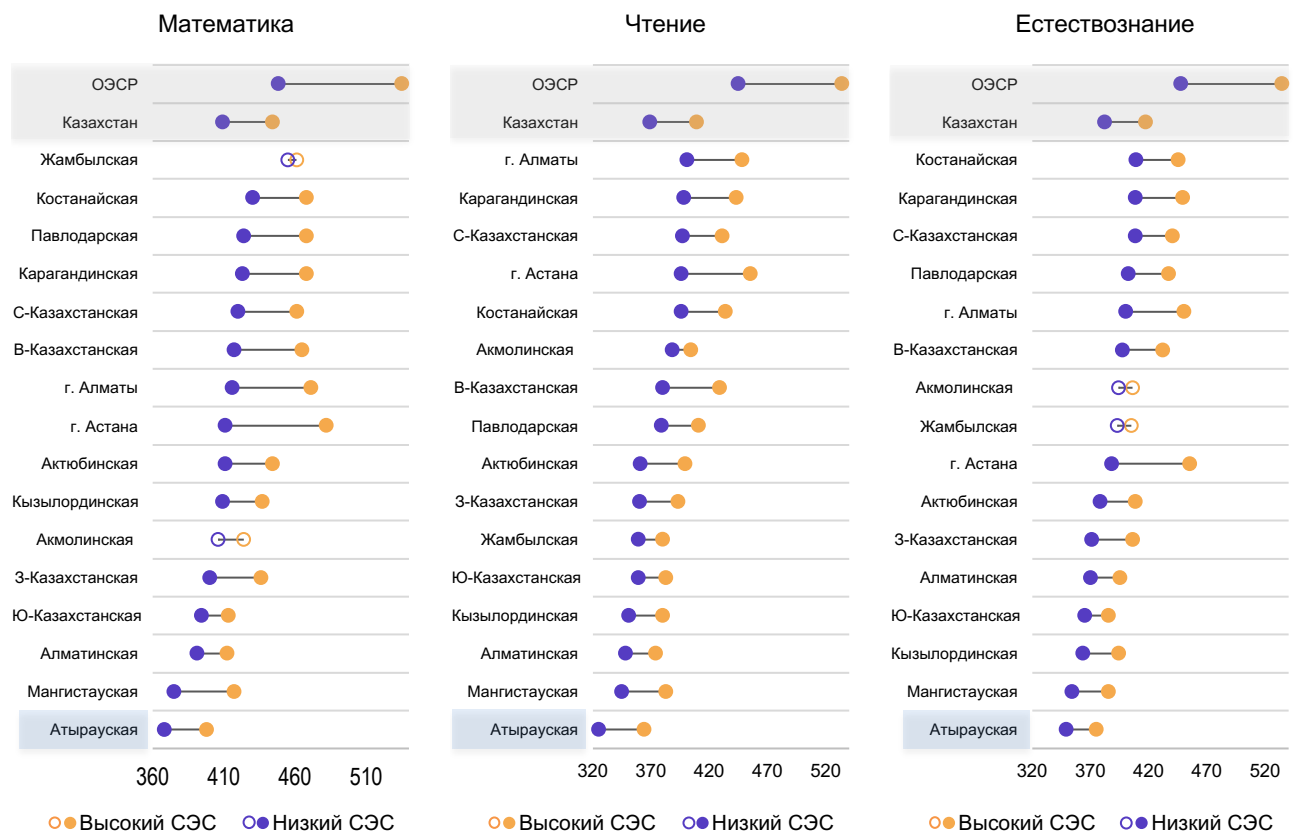 Математика
ОЭСР
Казахстан
Жамбылская
Костанайская
Павлодарская
Карагандинская
С-Казахстанская
В-Казахстанская
г. Алматы
г. Астана
Актюбинская
Кызылординская
Акмолинская
З-Казахстанская
Ю-Казахстанская
Алматинская
Мангистауская
Атырауская
360 410 460 510
Высокий СЭС Низкий СЭС
Чтение
ОЭСР
Казахстан
г. Алматы
Карагандинская
С-Казахстанская
г. Астана
Костанайская
Акмолинская
В-Казахстанская
Павлодарская
Актюбинская
З-Казахстанская
Жамбылская
Ю-Казахстанская
Кызылординская
Алматинская
Мангистауская
Атырауская
320 370 420 470 520
Высокий СЭС Низкий СЭС
Естествознание
ОЭСР
Казахстан
Костанайская
Карагандинская
С-Казахстанская
Павлодарская
г. Алматы
В-Казахстанская
Акмолинская
Жамбылская
г. Астана
Актюбинская
З-Казахстанская
Алматинская
Ю-Казахстанская
Кызылординская
Мангистауская
Атырауская
320 370 420 470 520
Высокий СЭС Низкий СЭС